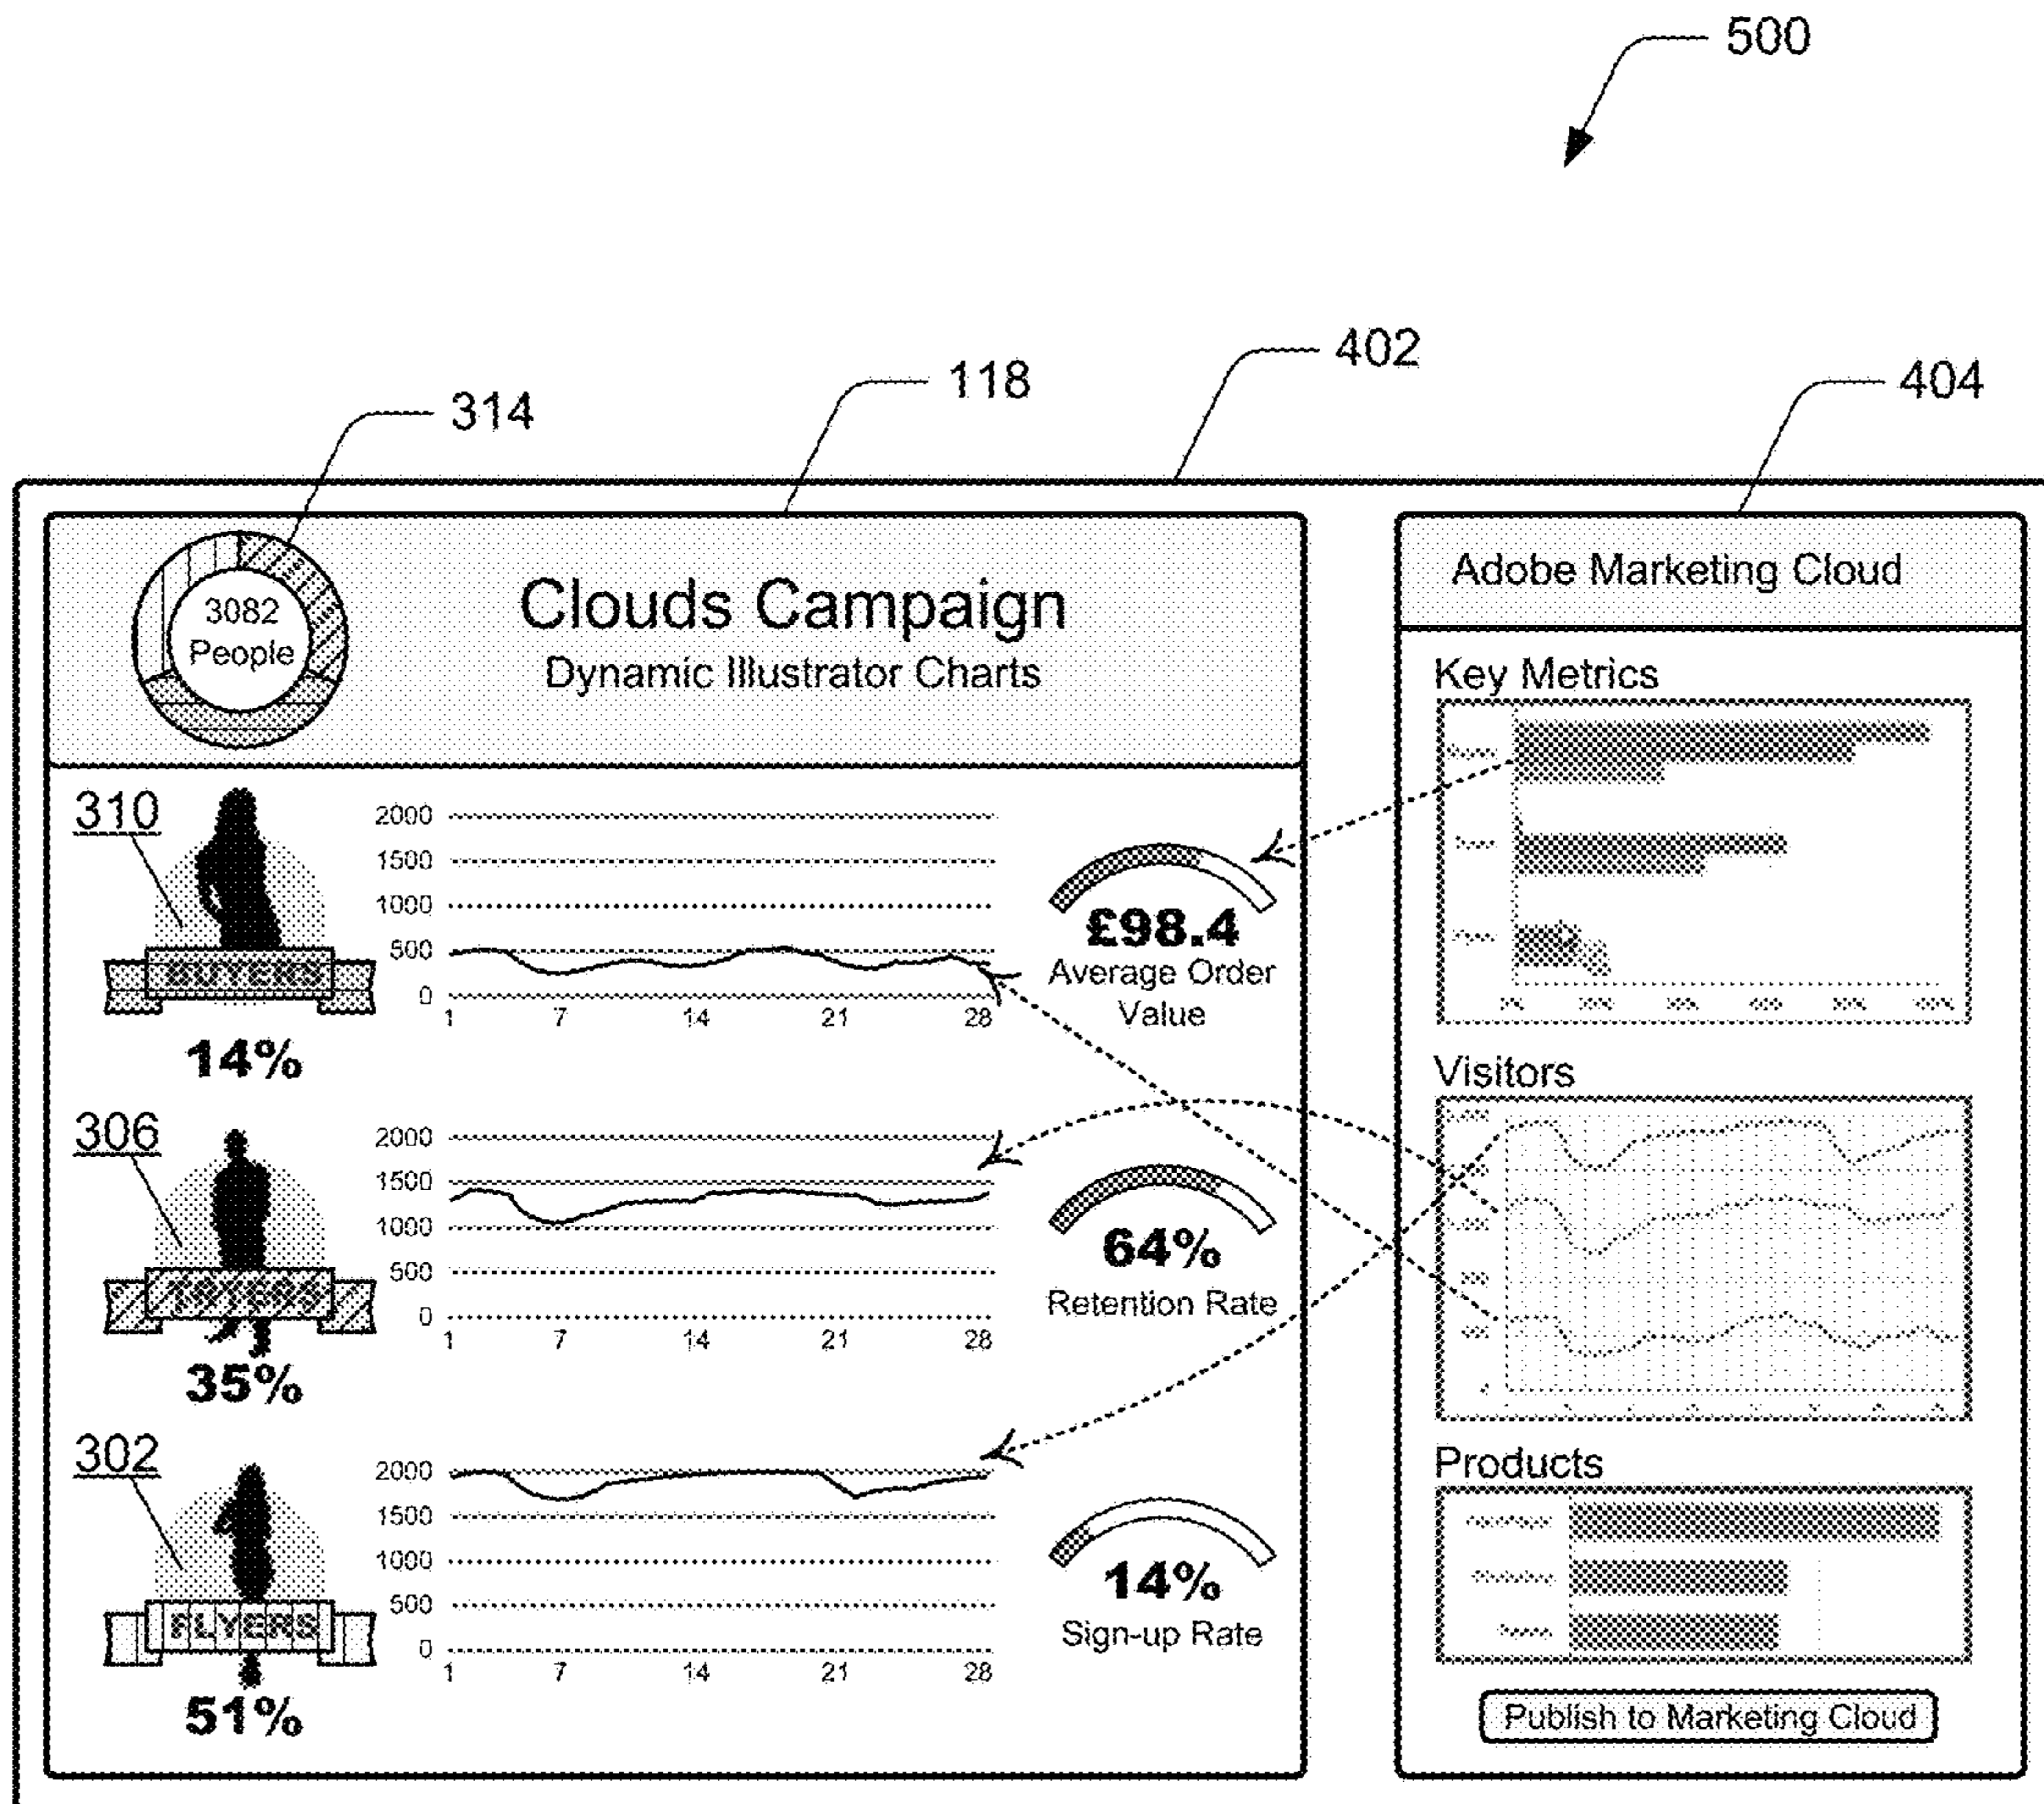 500
402
118
404
314
3082
People
Clouds Campaign
Dynamic Illustrator Charts
Adobe Marketing Cloud
Key Metrics
310
2000
1500
1000
500
0
1 7 14 21 28
BUYERS
14%
£98.4
Average Order
Value
Visitors
306
2000
1500
1000
500
0
1 7 14 21 28
35%
64%
Retention Rate
Products
302
2000
1500
1000
500
0
1 7 14 21 28
FLYERS
51%
14%
Sign-up Rate
Publish to Marketing Cloud